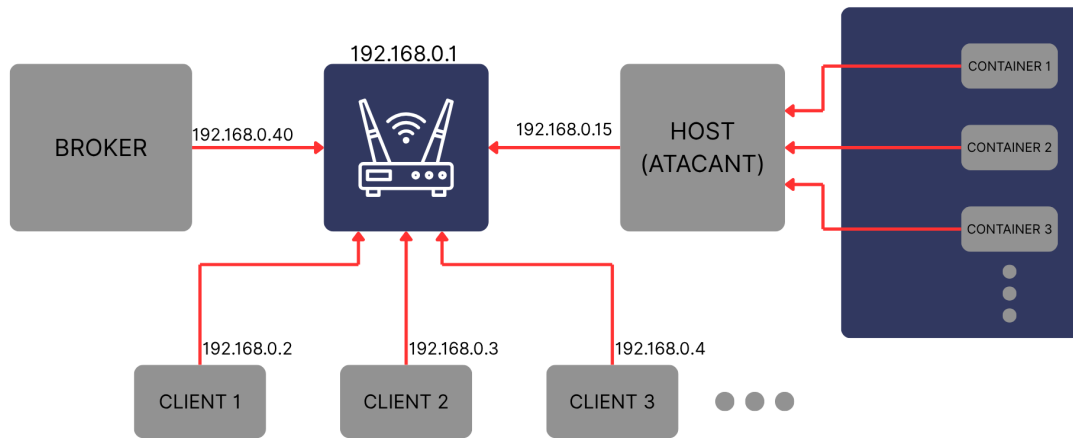 192.168.0.1
CONTAINER 1
BROKER
192.168.0.40
192.168.0.15
HOST
(ATACANT)
CONTAINER 2
CONTAINER 3
192.168.0.2
192.168.0.3
192.168.0.4
CLIENT 1
CLIENT 2
CLIENT 3